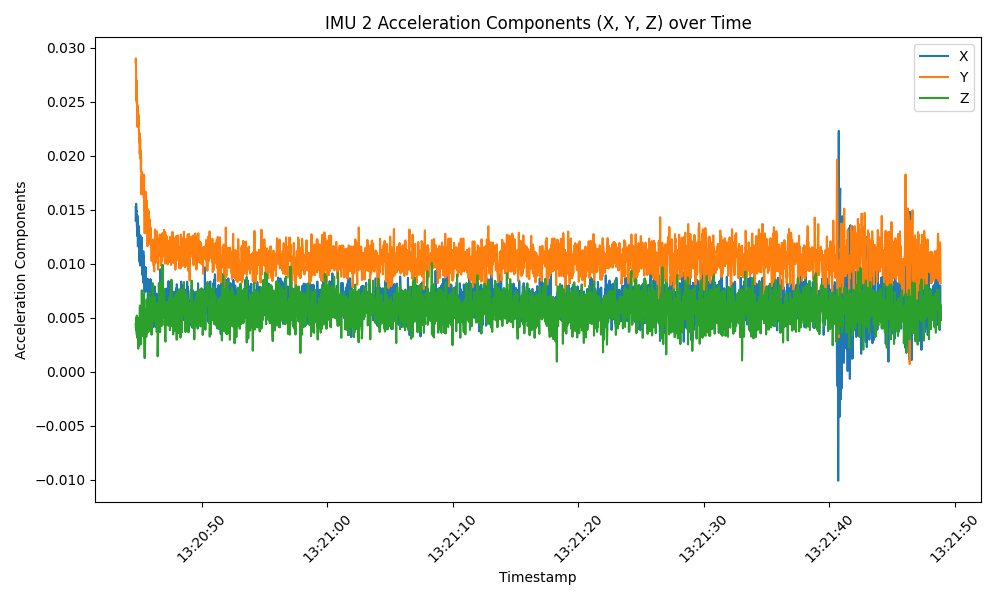 IMU 2 Acceleration Components (X, Y, Z) over Time
X
Y
Z
Acceleration Components
0.030
0.025
0.020
0.015
0.010
0.005
0.000
−0.005
−0.010
13:20:50
13:21:00
13:21:10
13:21:20
13:21:30
13:21:40
13:21:50
Timestamp